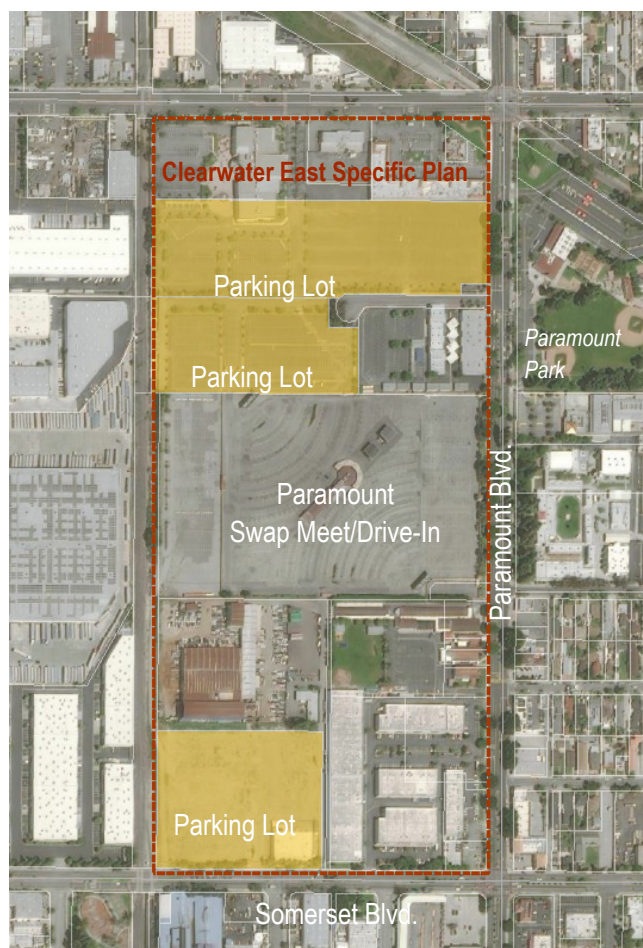 Clearwater East Specific Plan
Parking Lot
Paramount
Park
Parking Lot
Paramount Blvd.
Paramount
Swap Meet/Drive-In
Parking Lot
Somerset Blvd.